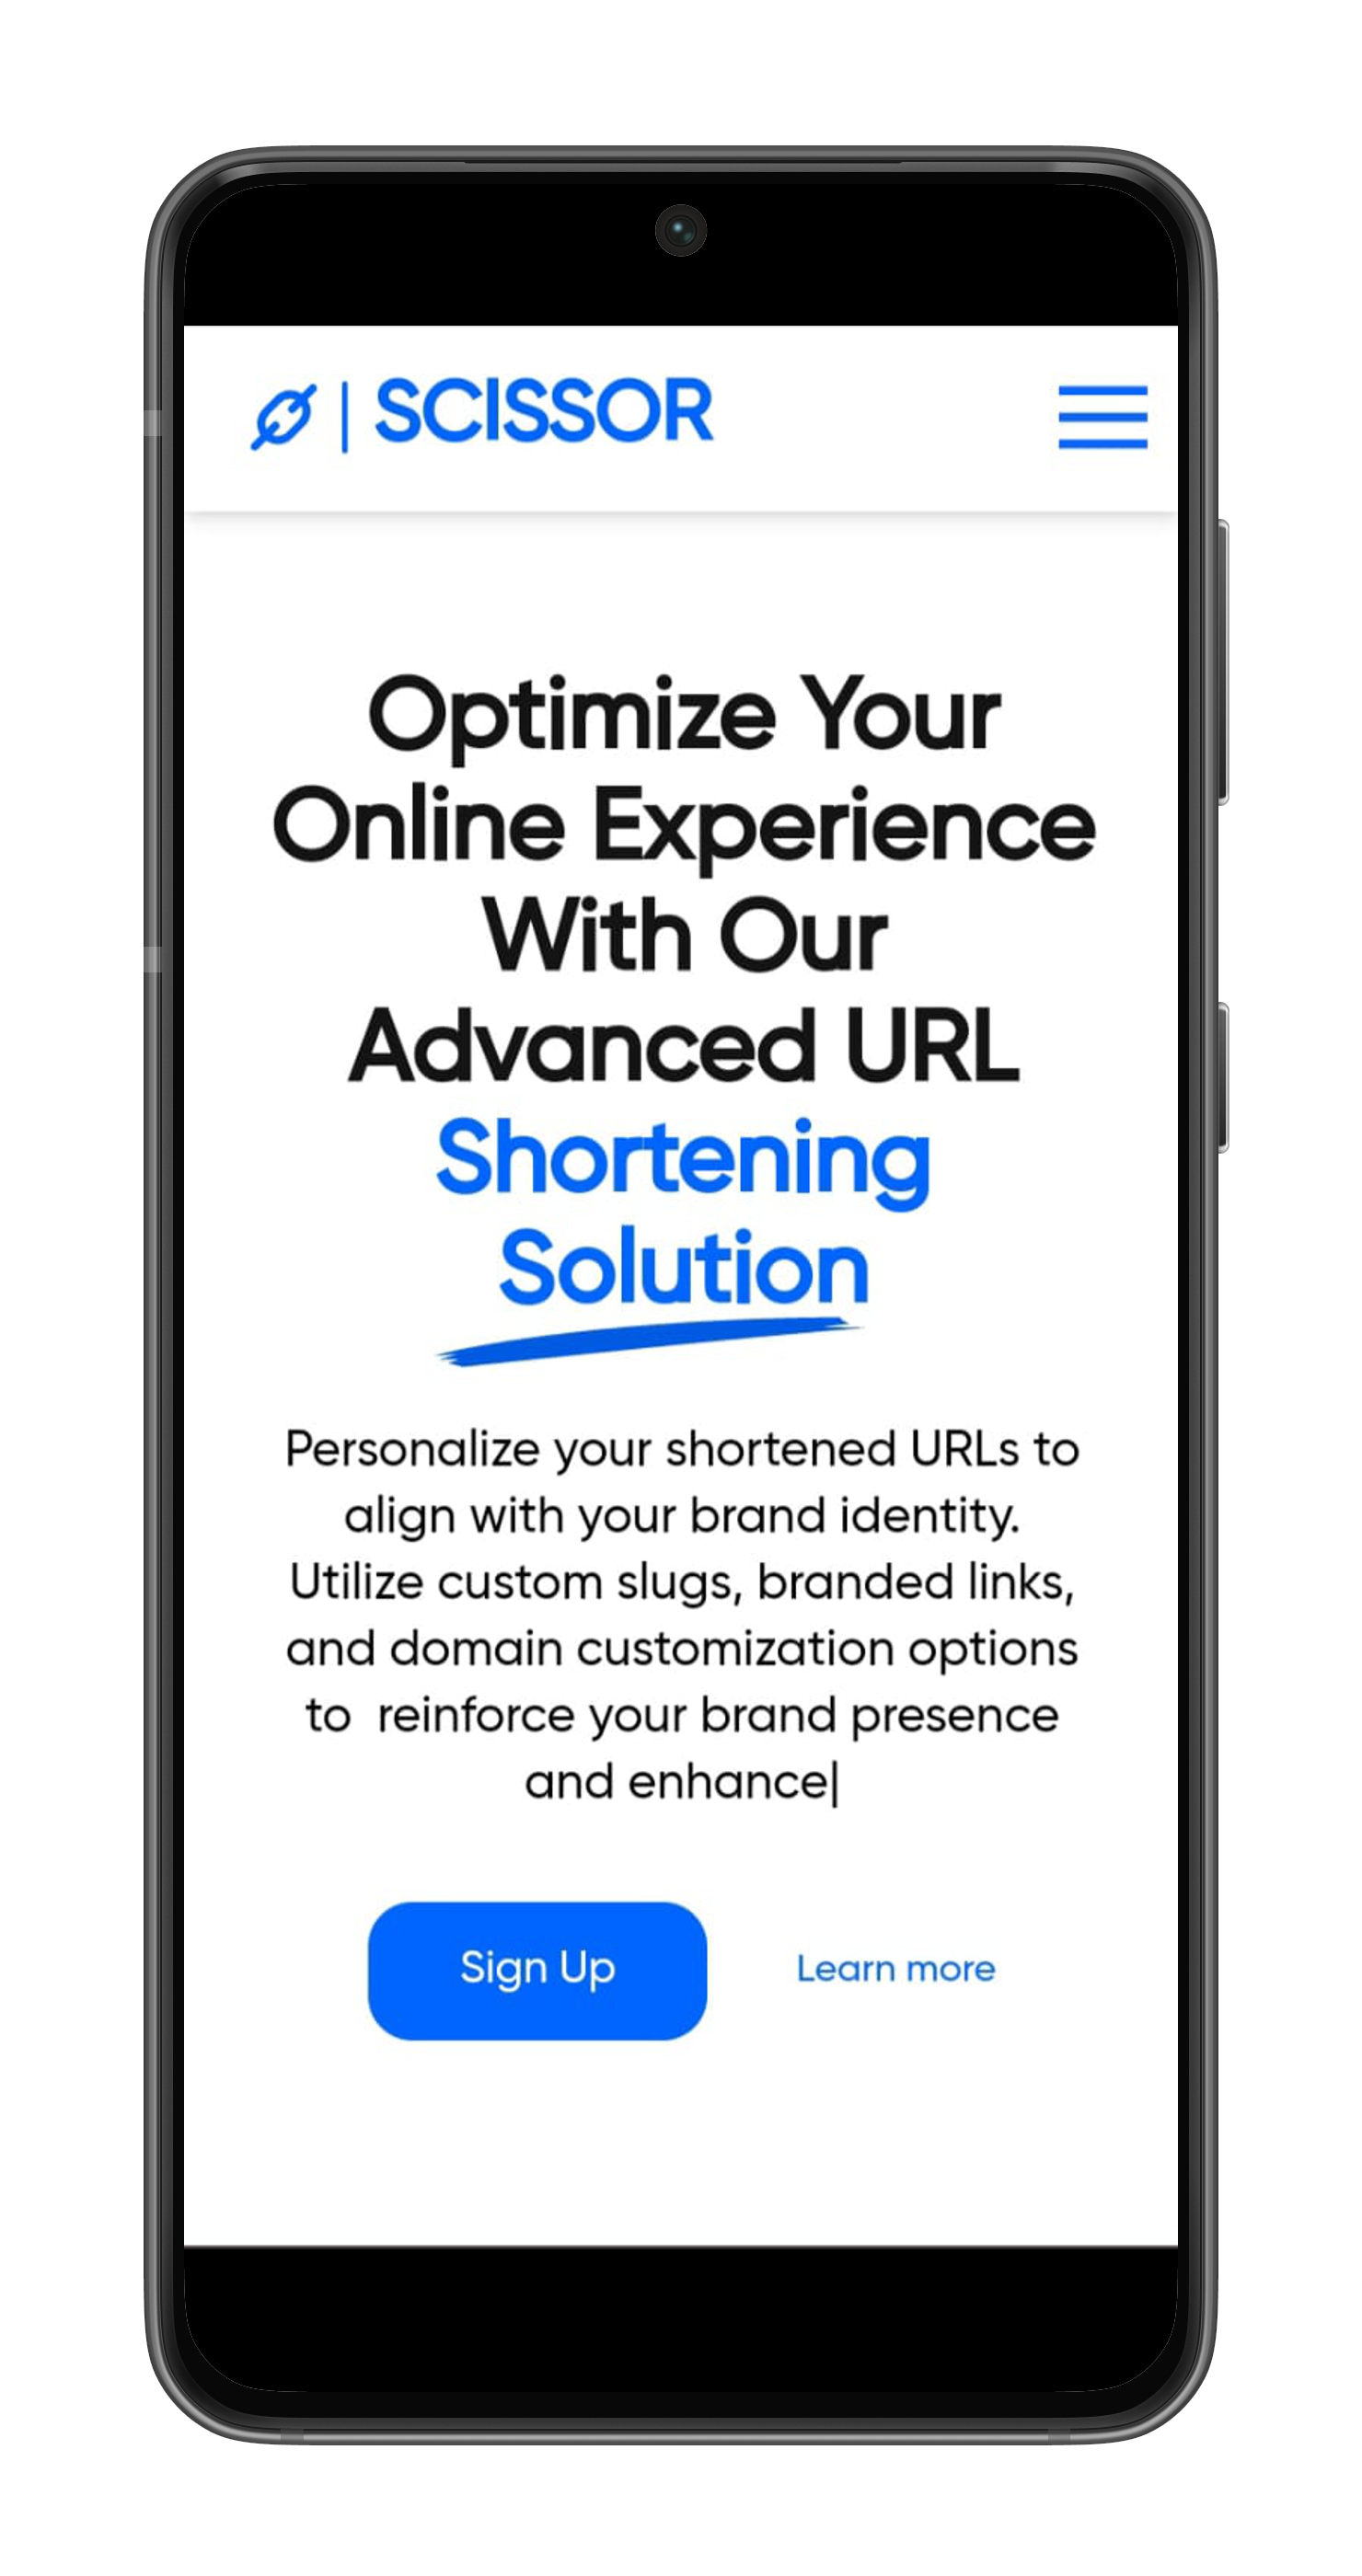 SCISSOR
Optimize Your
Online Experience
With Our
Advanced URL
Shortening
Solution
Personalize your shortened URLs to
align with your brand identity.
Utilize custom slugs, branded links,
and domain customization options
to  reinforce your brand presence
and enhance|
Sign Up
Learn more